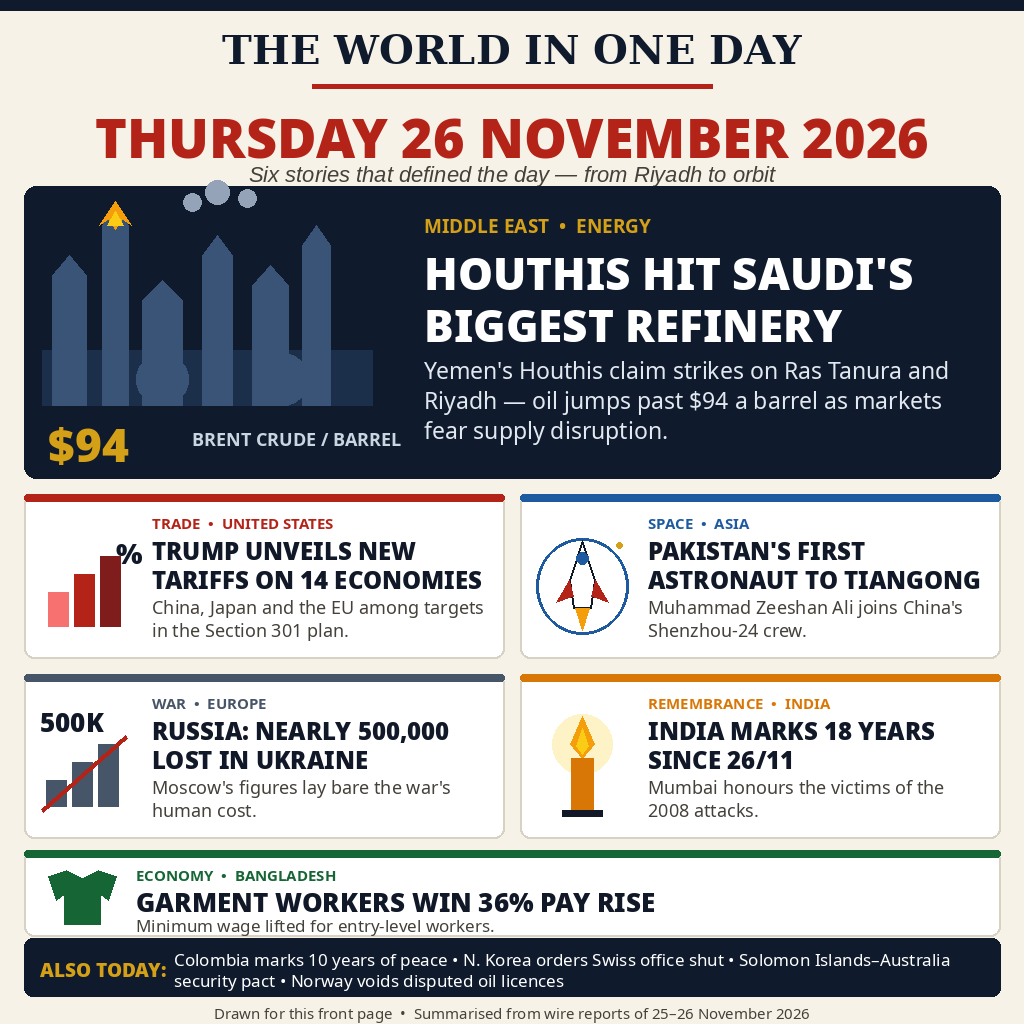 THE WORLD IN ONE DAY
THURSDAY 26 NOVEMBER 2026
Six stories that defined the day — from Riyadh to orbit
MIDDLE EAST • ENERGY
HOUTHIS HIT SAUDI'S
BIGGEST REFINERY
Yemen's Houthis claim strikes on Ras Tanura and
Riyadh — oil jumps past $94 a barrel as markets
fear supply disruption.
$94
BRENT CRUDE / BARREL
TRADE • UNITED STATES
%
TRUMP UNVEILS NEW
TARIFFS ON 14 ECONOMIES
China, Japan and the EU among targets
in the Section 301 plan.
SPACE • ASIA
PAKISTAN'S FIRST
ASTRONAUT TO TIANGONG
Muhammad Zeeshan Ali joins China's
Shenzhou-24 crew.
WAR • EUROPE
500K
RUSSIA: NEARLY 500,000
LOST IN UKRAINE
Moscow's figures lay bare the war's
human cost.
REMEMBRANCE • INDIA
INDIA MARKS 18 YEARS
SINCE 26/11
Mumbai honours the victims of the
2008 attacks.
ECONOMY • BANGLADESH
GARMENT WORKERS WIN 36% PAY RISE
Minimum wage lifted for entry-level workers.
ALSO TODAY:
Colombia marks 10 years of peace • N. Korea orders Swiss office shut • Solomon Islands–Australia
security pact • Norway voids disputed oil licences
Drawn for this front page • Summarised from wire reports of 25–26 November 2026